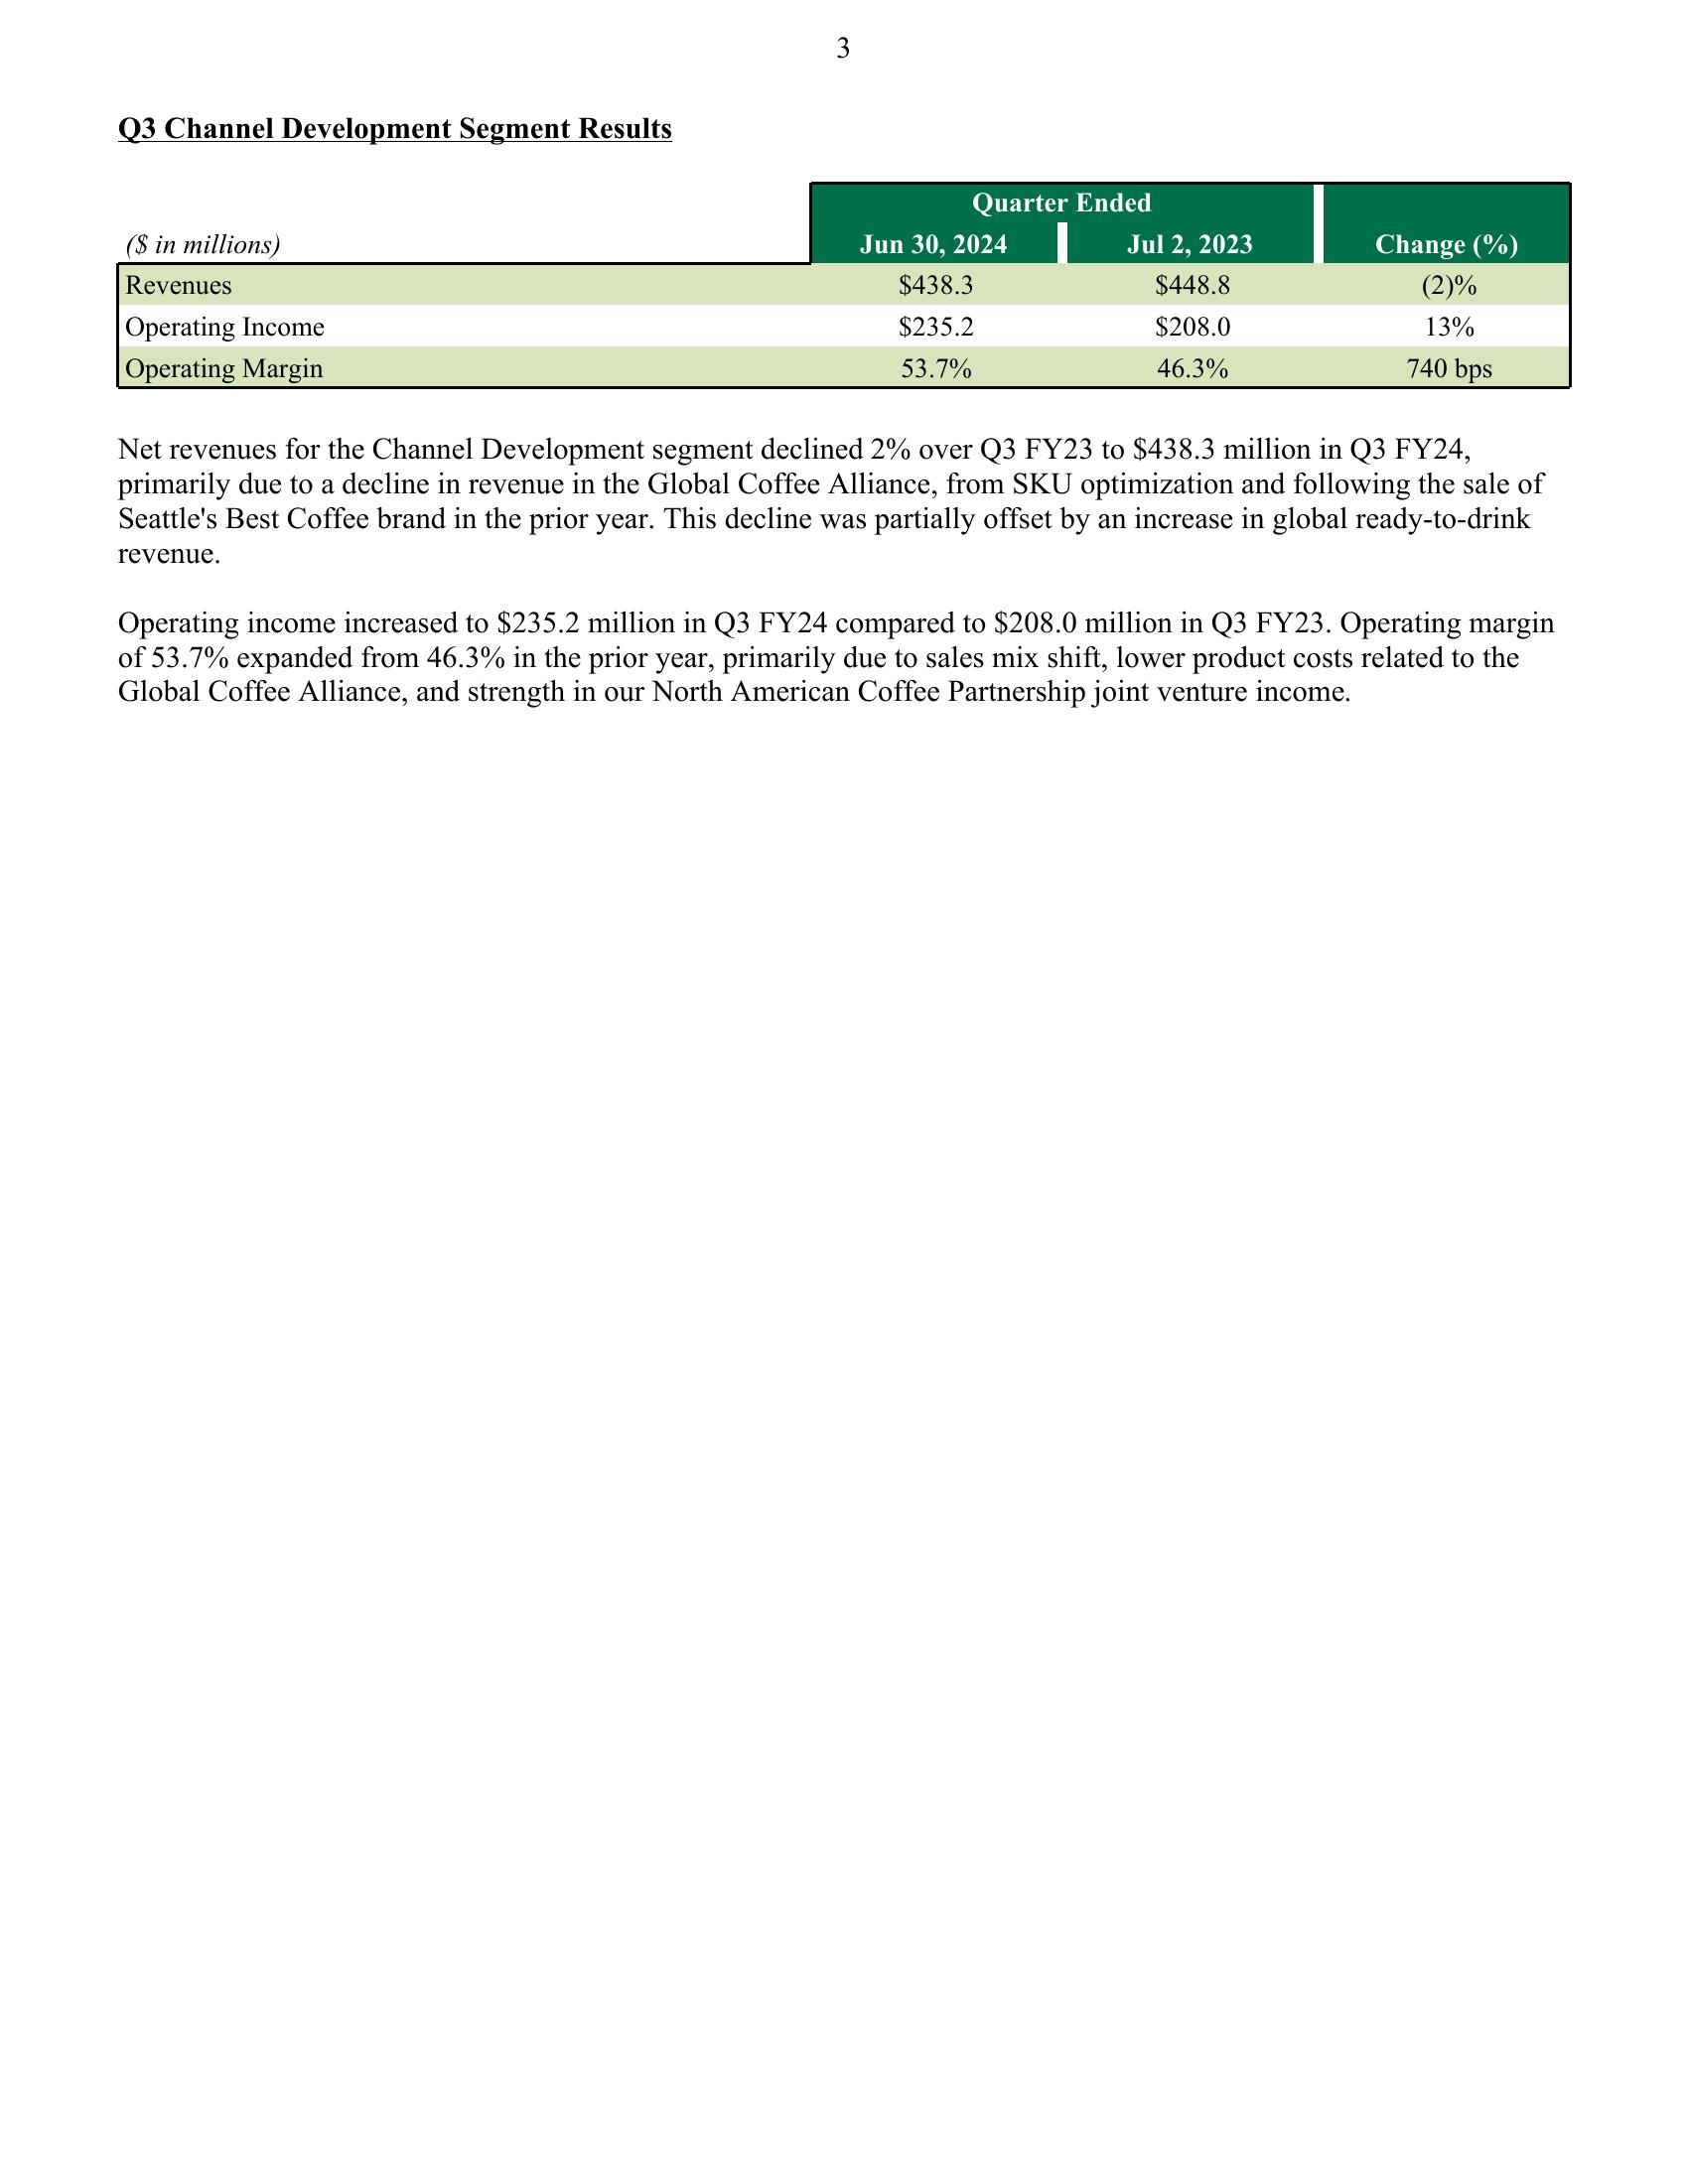 3
Q3 Channel Development Segment Results
Quarter Ended
($ in millions) Jun 30, 2024 Jul 2, 2023 Change (%)
Revenues $438.3 $448.8 (2)%
Operating Income $235.2 $208.0 13%
Operating Margin 53.7% 46.3% 740 bps
Net revenues for the Channel Development segment declined 2% over Q3 FY23 to $438.3 million in Q3 FY24,
primarily due to a decline in revenue in the Global Coffee Alliance, from SKU optimization and following the sale of
Seattle's Best Coffee brand in the prior year. This decline was partially offset by an increase in global ready-to-drink
revenue.
Operating income increased to $235.2 million in Q3 FY24 compared to $208.0 million in Q3 FY23. Operating margin
of 53.7% expanded from 46.3% in the prior year, primarily due to sales mix shift, lower product costs related to the
Global Coffee Alliance, and strength in our North American Coffee Partnership joint venture income.